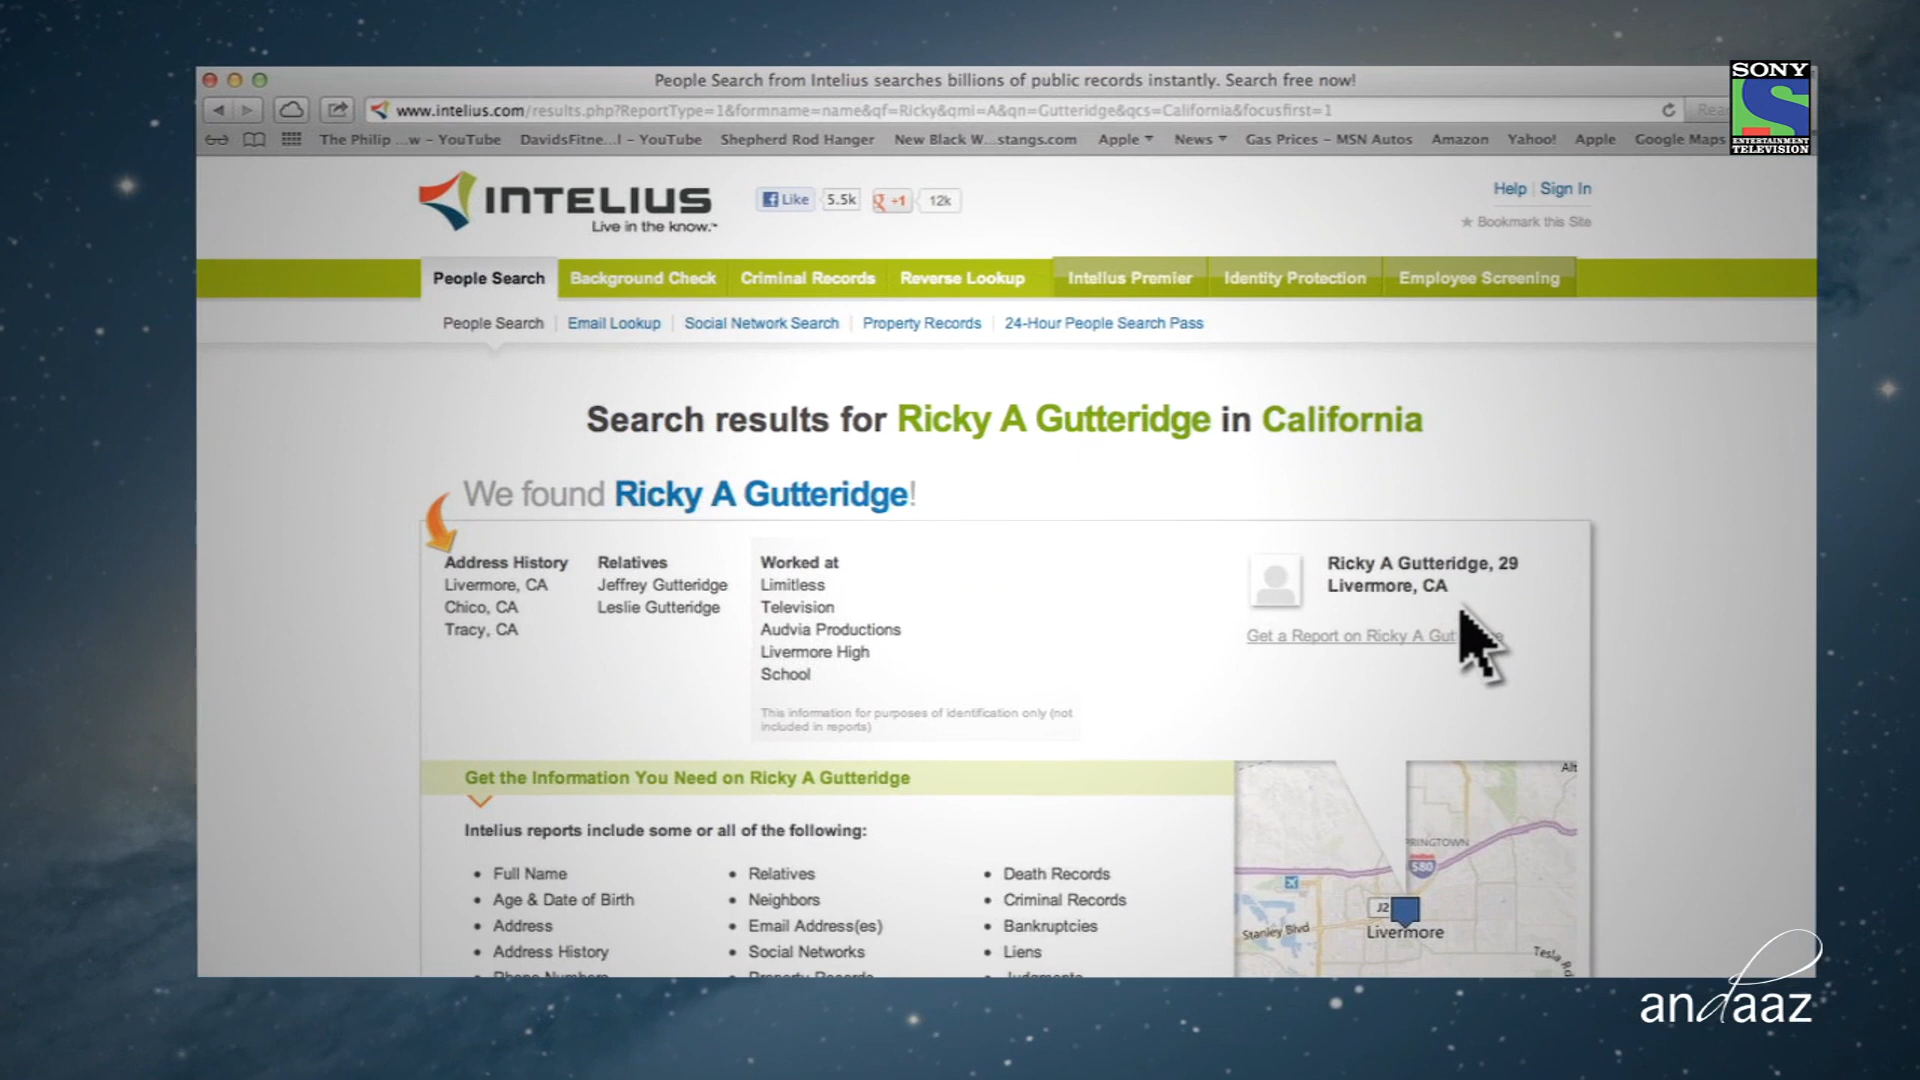 People Search from Intelius searches billions of public records instantly. Search free now!
www.intelius.com/results.php?ReportType=1&formname=name&qf=Ricky&qmi=A&qn=Gutteridge&qcs=California&focusfirst=1
The Philip ...w – YouTube DavidsFitne...l – YouTube Shepherd Rod Hanger New Black W...stangs.com Apple News Gas Prices – MSN Autos Amazon Yahoo! Apple Google Maps
SONY
ENTERTAINMENT
TELEVISION
INTELIUS
Live in the know.™
Like 5.5k +1 12k
Help | Sign In
Bookmark this Site
People Search Background Check Criminal Records Reverse Lookup Intelius Premier Identity Protection Employee Screening
People Search Email Lookup Social Network Search Property Records 24-Hour People Search Pass
Search results for Ricky A Gutteridge in California
We found Ricky A Gutteridge!
Address History
Livermore, CA
Chico, CA
Tracy, CA
Relatives
Jeffrey Gutteridge
Leslie Gutteridge
Worked at
Limitless
Television
Audvia Productions
Livermore High
School
This information for purposes of identification only (not
included in reports)
Ricky A Gutteridge, 29
Livermore, CA
Get a Report on Ricky A Gut
Get the Information You Need on Ricky A Gutteridge
Intelius reports include some or all of the following:
• Full Name
• Age & Date of Birth
• Address
• Address History
• Relatives
• Neighbors
• Email Address(es)
• Social Networks
• Death Records
• Criminal Records
• Bankruptcies
• Liens
Alt
RINGTOWN
580
J2
Livermore
Stanley Blvd
Tesla Rd
andaaz